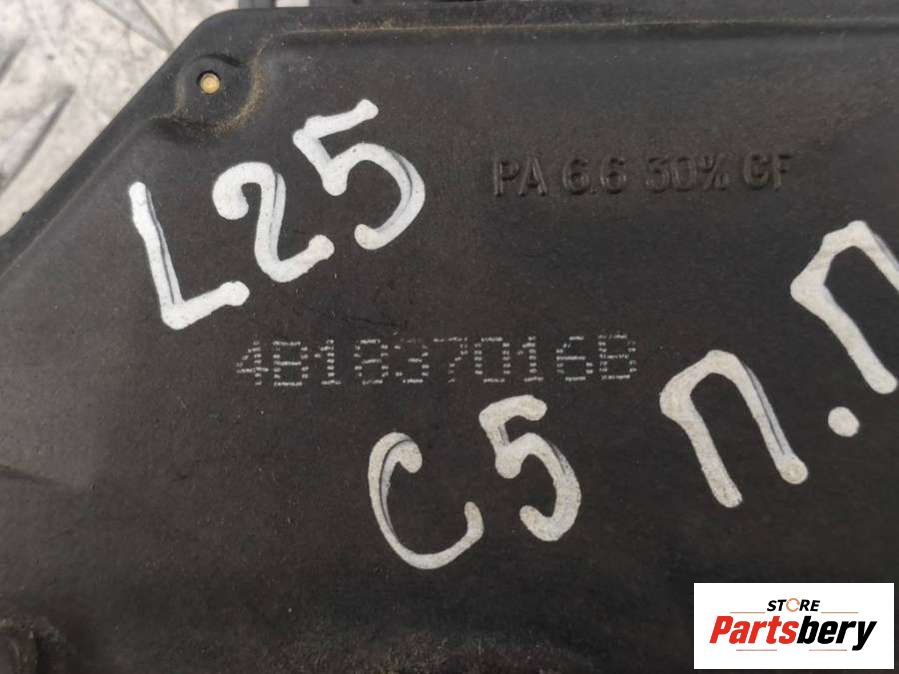 L25
PA 6.6 30% GF
4B1837016B
C5 п.п
STORE
Partsbery